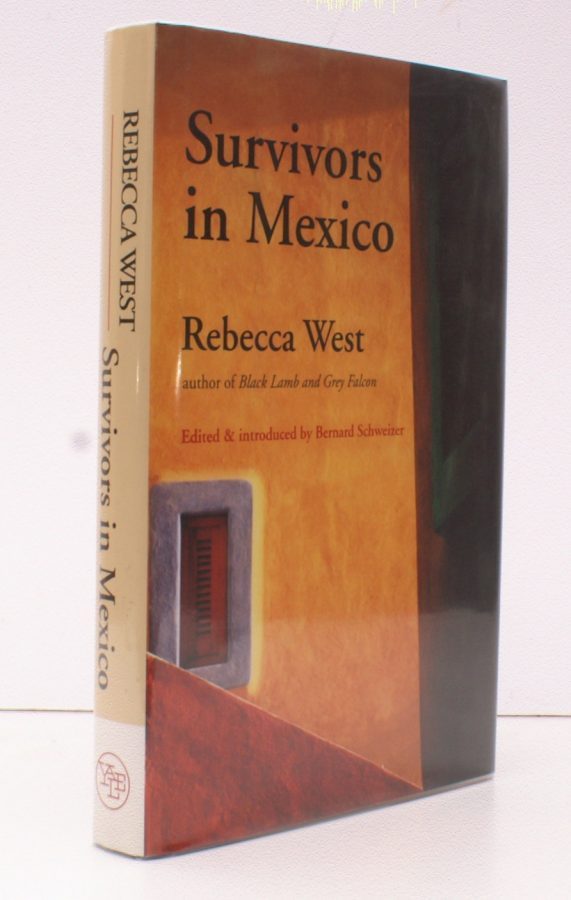 Survivors
in Mexico
Rebecca West
author of Black Lamb and Grey Falcon
Edited & introduced by Bernard Schweizer
REBECCA WEST
Survivors in Mexico
YALE